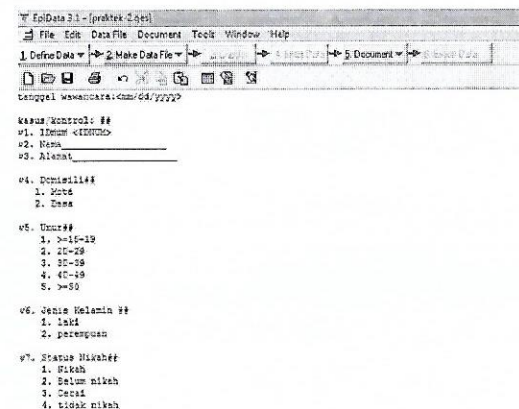 EpiData 3.1 - [praktek-2.qes]
File Edit Data File Document Tools Window Help
1. Define Data 2. Make Data File 5. Document
tanggal wawancara:<mm/dd/yyyy>
kasus/kontrol: ##
v1. IDnum <IDNUM>
v2. Nama
v3. Alamat
v4. Domisili##
1. Kota
2. Desa
v5. Umur##
1. >=15-19
2. 20-29
3. 30-39
4. 40-49
5. >=50
v6. Jenis Kelamin ##
1. laki
2. perempuan
v7. Status Nikah##
1. Nikah
2. Belum nikah
3. Cerai
4. tidak nikah